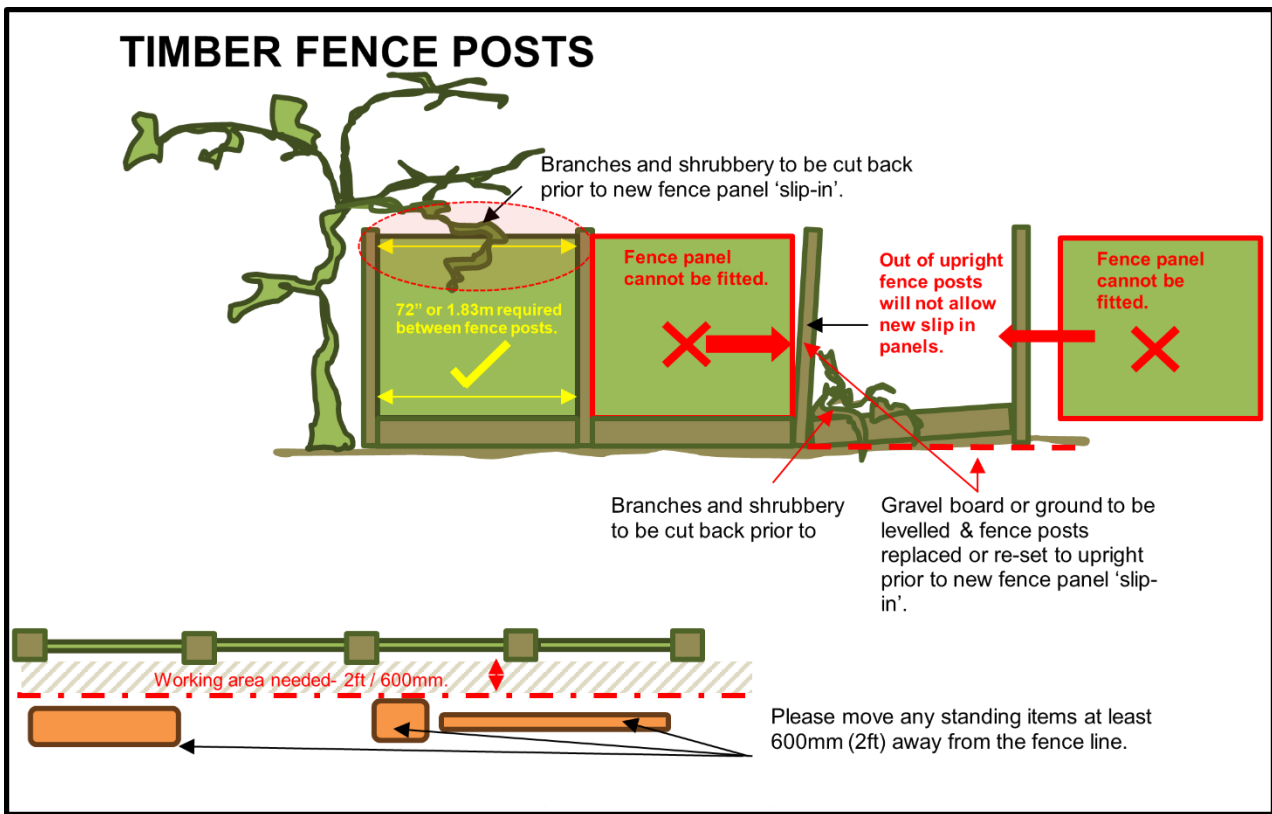 TIMBER FENCE POSTS
Branches and shrubbery to be cut back
prior to new fence panel ‘slip-in’.
72” or 1.83m required
between fence posts.
Fence panel
cannot be fitted.
Out of upright
fence posts
will not allow
new slip in
panels.
Fence panel
cannot be
fitted.
Branches and shrubbery
to be cut back prior to
Gravel board or ground to be
levelled & fence posts
replaced or re-set to upright
prior to new fence panel ‘slip-
in’.
Working area needed- 2ft / 600mm.
Please move any standing items at least
600mm (2ft) away from the fence line.